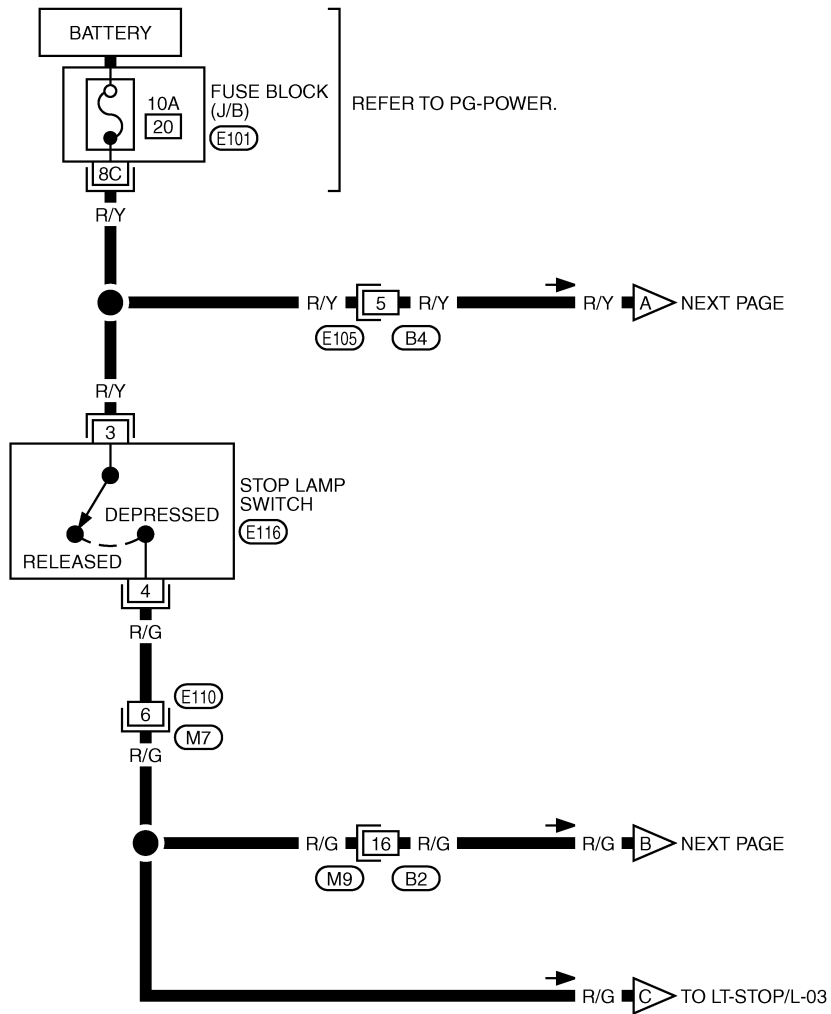 BATTERY
10A
20
FUSE BLOCK
(J/B)
E101
REFER TO PG-POWER.
8C
R/Y
R/Y
5
R/Y
R/Y
A
NEXT PAGE
E105
B4
R/Y
3
STOP LAMP
SWITCH
E116
DEPRESSED
RELEASED
4
R/G
E110
6
M7
R/G
R/G
16
R/G
R/G
B
NEXT PAGE
M9
B2
R/G
C
TO LT-STOP/L-03